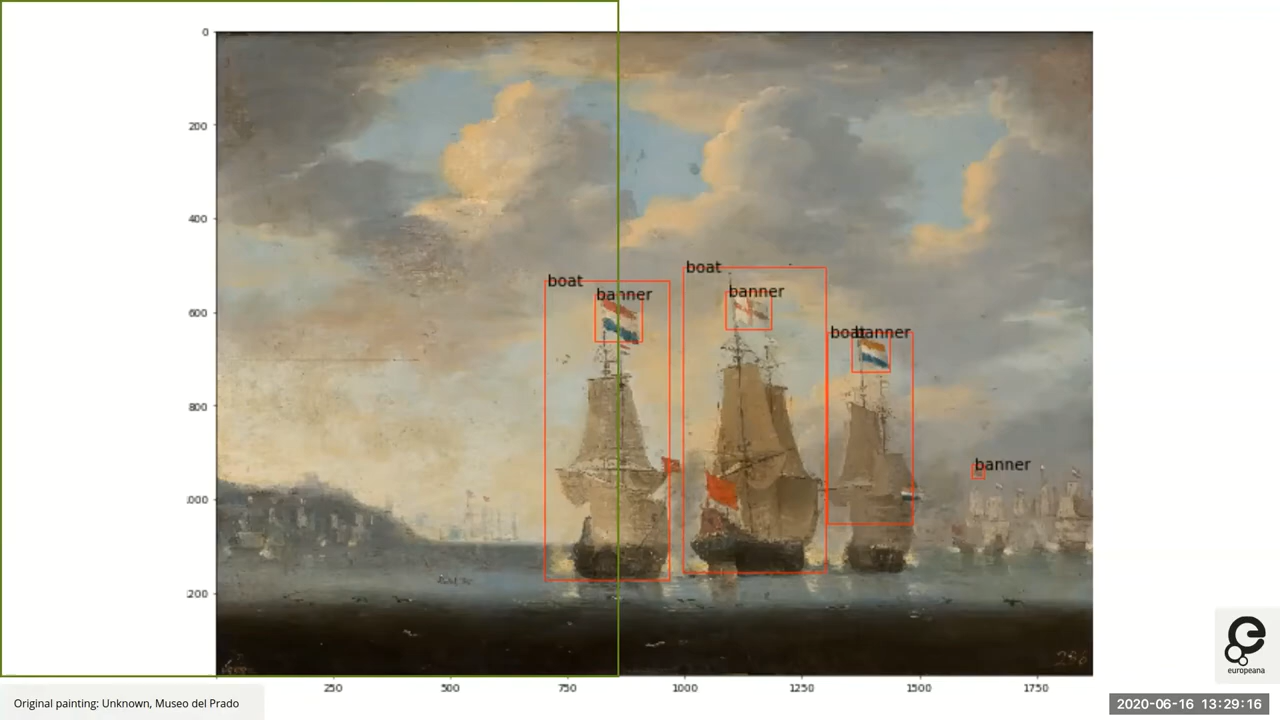 0
200
400
600
800
.000
.200
250
500
750
1000
1250
1500
1750
boat
banner
boat
banner
boat
banner
banner
286
europeana
Original painting: Unknown, Museo del Prado
2020-06-16 13:29:16